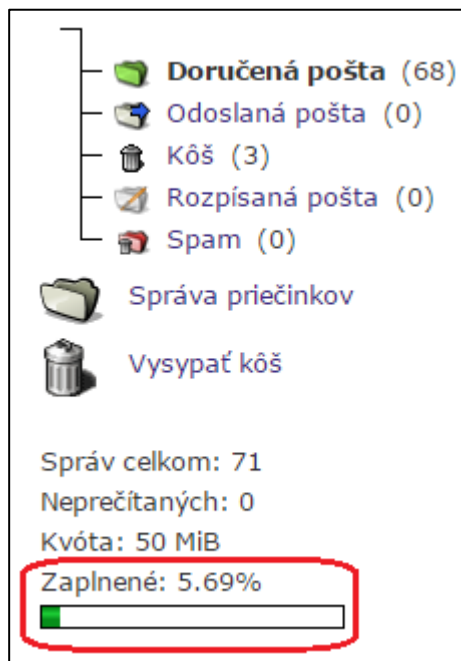 Doručená pošta (68)
Odoslaná pošta (0)
Kôš (3)
Rozpísaná pošta (0)
Spam (0)
Správa priečinkov
Vysypať kôš
Správ celkom: 71
Neprečítaných: 0
Kvóta: 50 MiB
Zaplnené: 5.69%